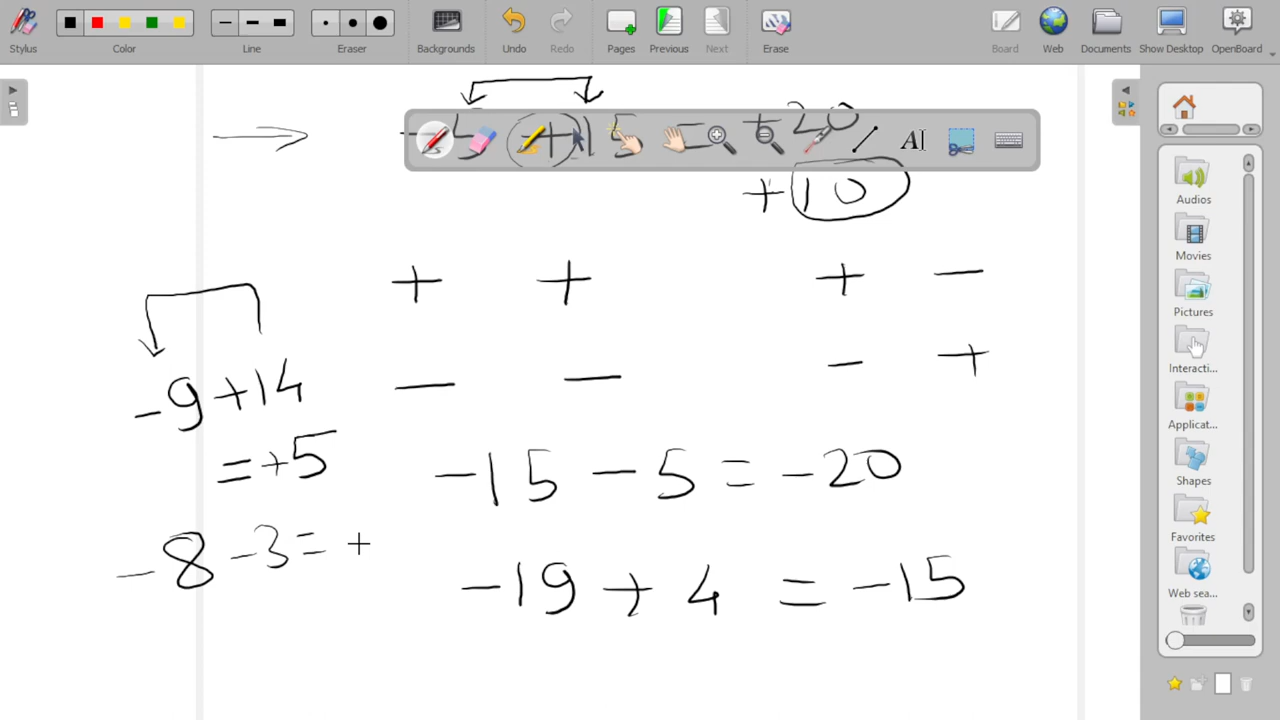 Stylus Color Line Eraser Backgrounds Undo Redo Pages Previous Next Erase Board Web Documents Show Desktop OpenBoard
+20
+10
+ + + -
- - - +
-9+14
=+5
-15-5=-20
-8-3=
-19+4=-15
Audios
Movies
Pictures
Interacti...
Applicat...
Shapes
Favorites
Web sea...